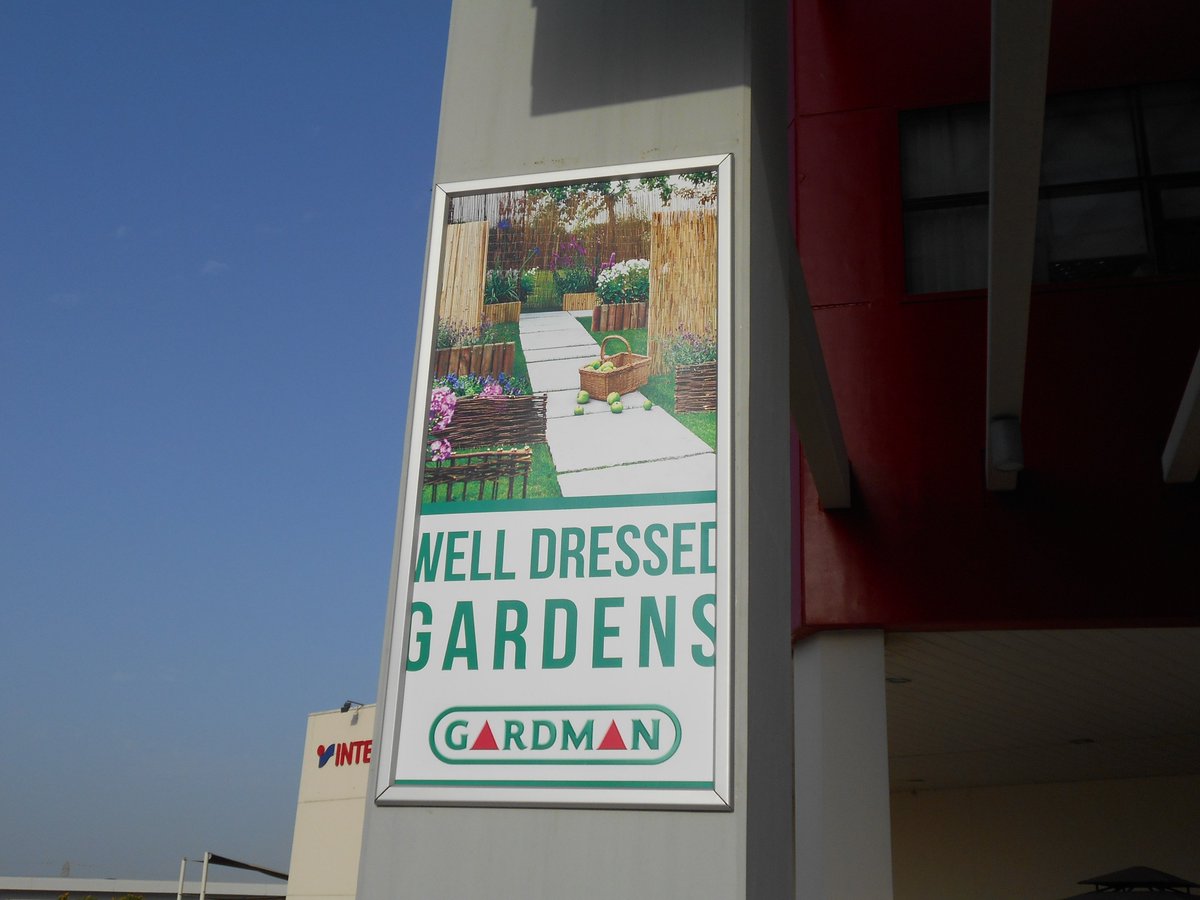 WELL DRESSED
GARDENS
GARDMAN
INTE